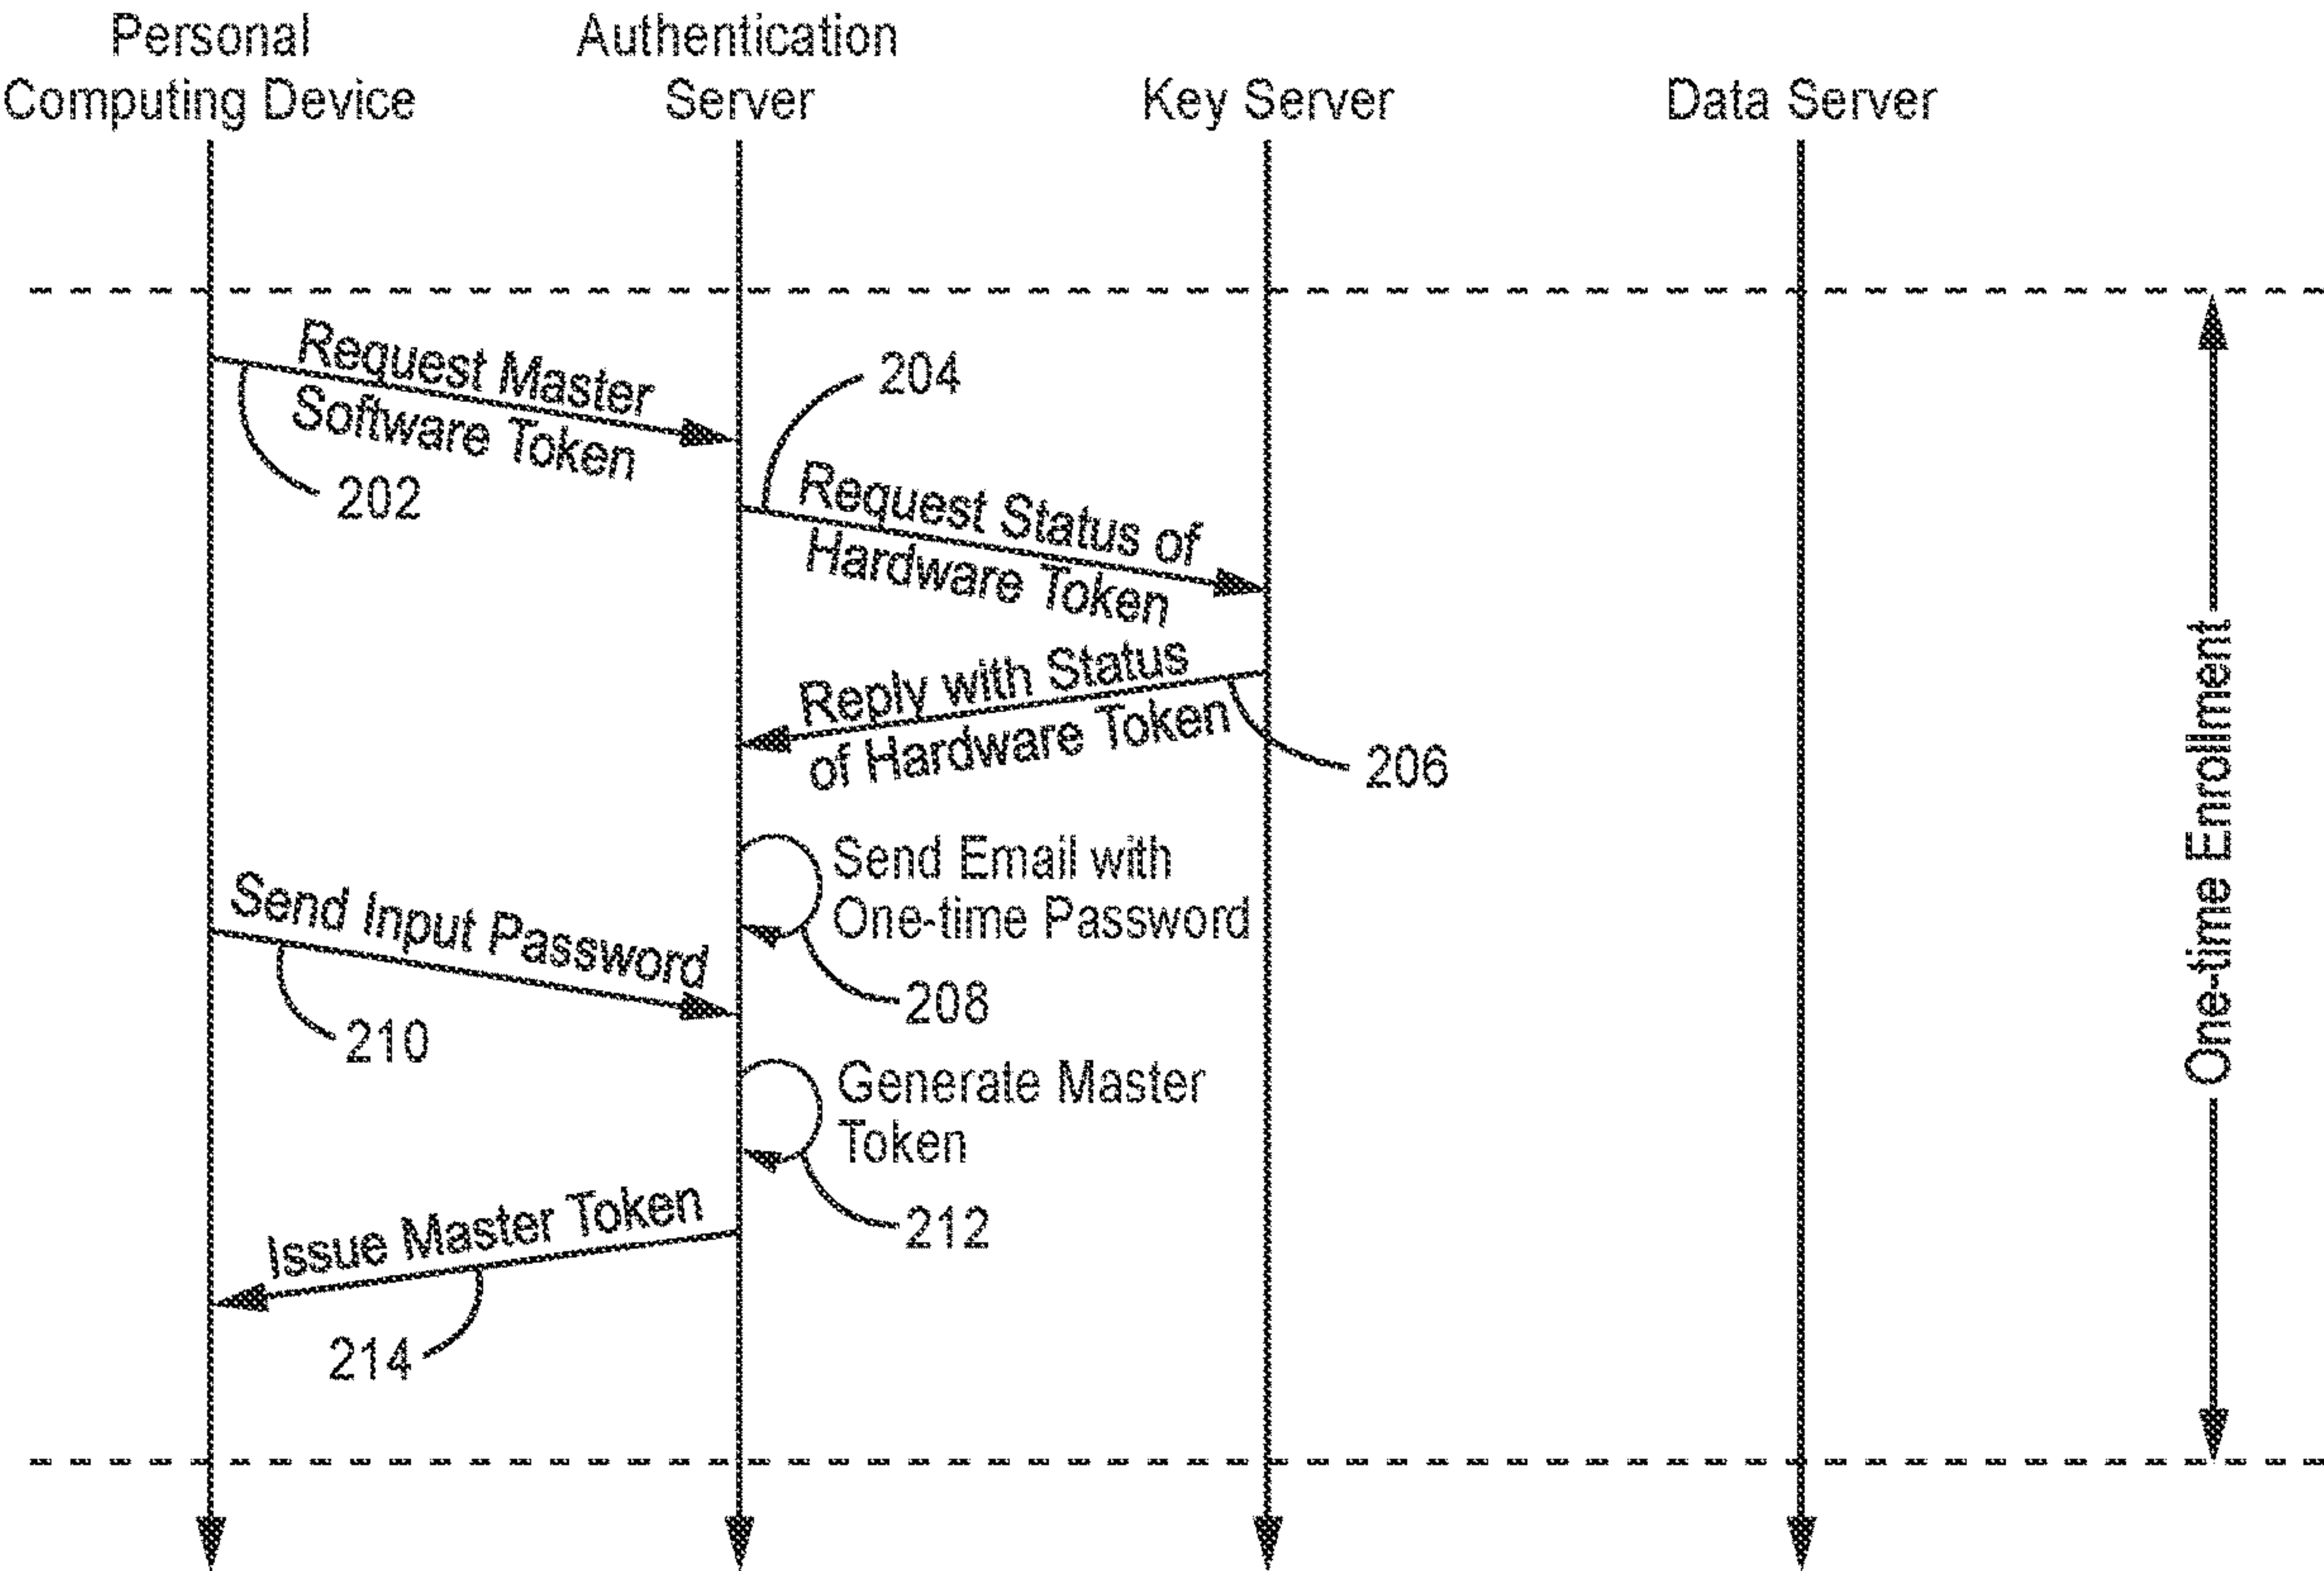 Personal
Computing Device
Authentication
Server
Key Server
Data Server
Request Master
Software Token
202
204
Request Status of
Hardware Token
Reply with Status
of Hardware Token
206
Send Email with
One-time Password
208
Send Input Password
210
Generate Master
Token
212
Issue Master Token
214
One-time Enrollment